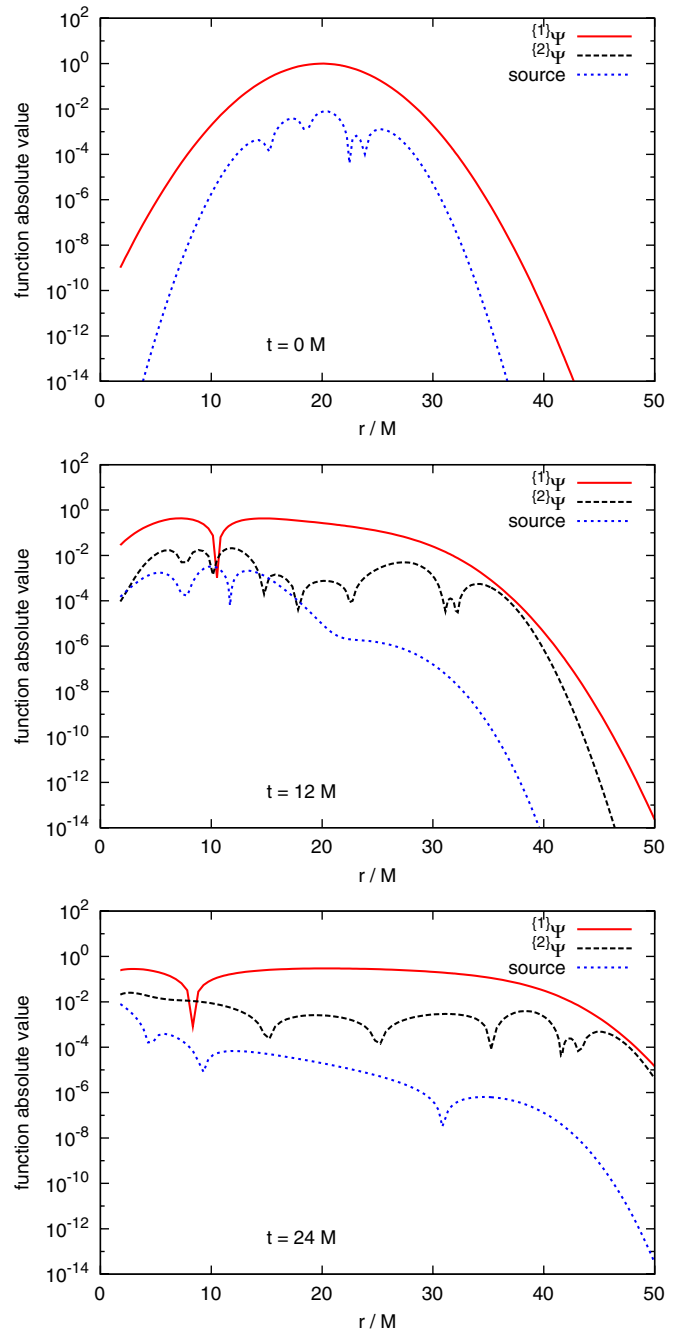 10^2
10^0
10^-2
10^-4
10^-6
10^-8
10^-10
10^-12
10^-14
function absolute value
{1}Ψ
{2}Ψ
source
t = 0 M
0 10 20 30 40 50
r / M
10^2
10^0
10^-2
10^-4
10^-6
10^-8
10^-10
10^-12
10^-14
function absolute value
{1}Ψ
{2}Ψ
source
t = 12 M
0 10 20 30 40 50
r / M
10^2
10^0
10^-2
10^-4
10^-6
10^-8
10^-10
10^-12
10^-14
function absolute value
{1}Ψ
{2}Ψ
source
t = 24 M
0 10 20 30 40 50
r / M